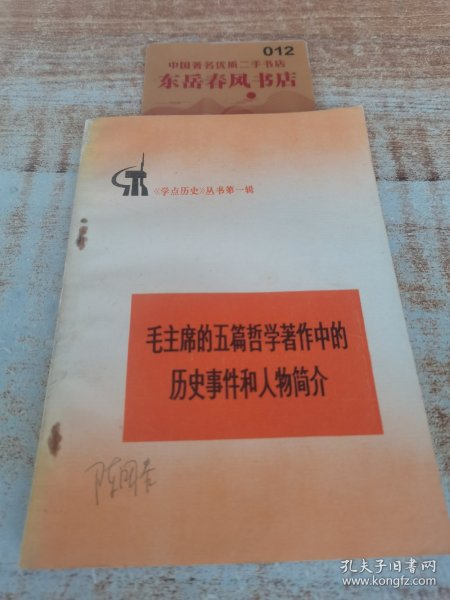 012
中国著名优质二手书店
东岳春风书店
《学点历史》丛书第一辑
毛主席的五篇哲学著作中的
历史事件和人物简介
孔夫子旧书网
www.kongfz.com